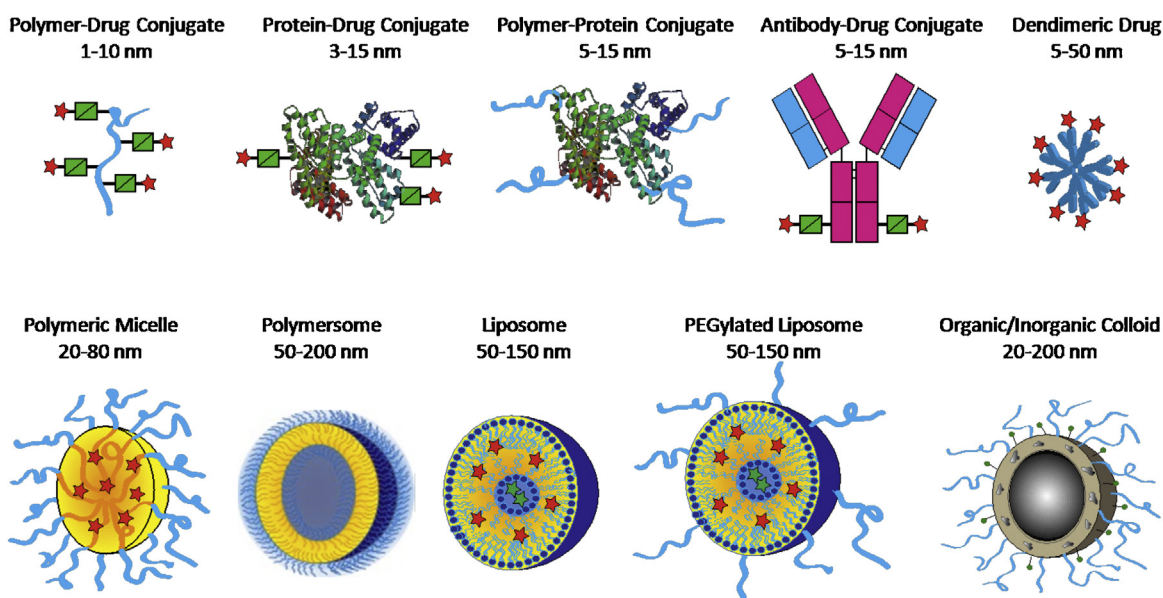 Polymer-Drug Conjugate
1-10 nm
Protein-Drug Conjugate
3-15 nm
Polymer-Protein Conjugate
5-15 nm
Antibody-Drug Conjugate
5-15 nm
Dendimeric Drug
5-50 nm
Polymeric Micelle
20-80 nm
Polymersome
50-200 nm
Liposome
50-150 nm
PEGylated Liposome
50-150 nm
Organic/Inorganic Colloid
20-200 nm